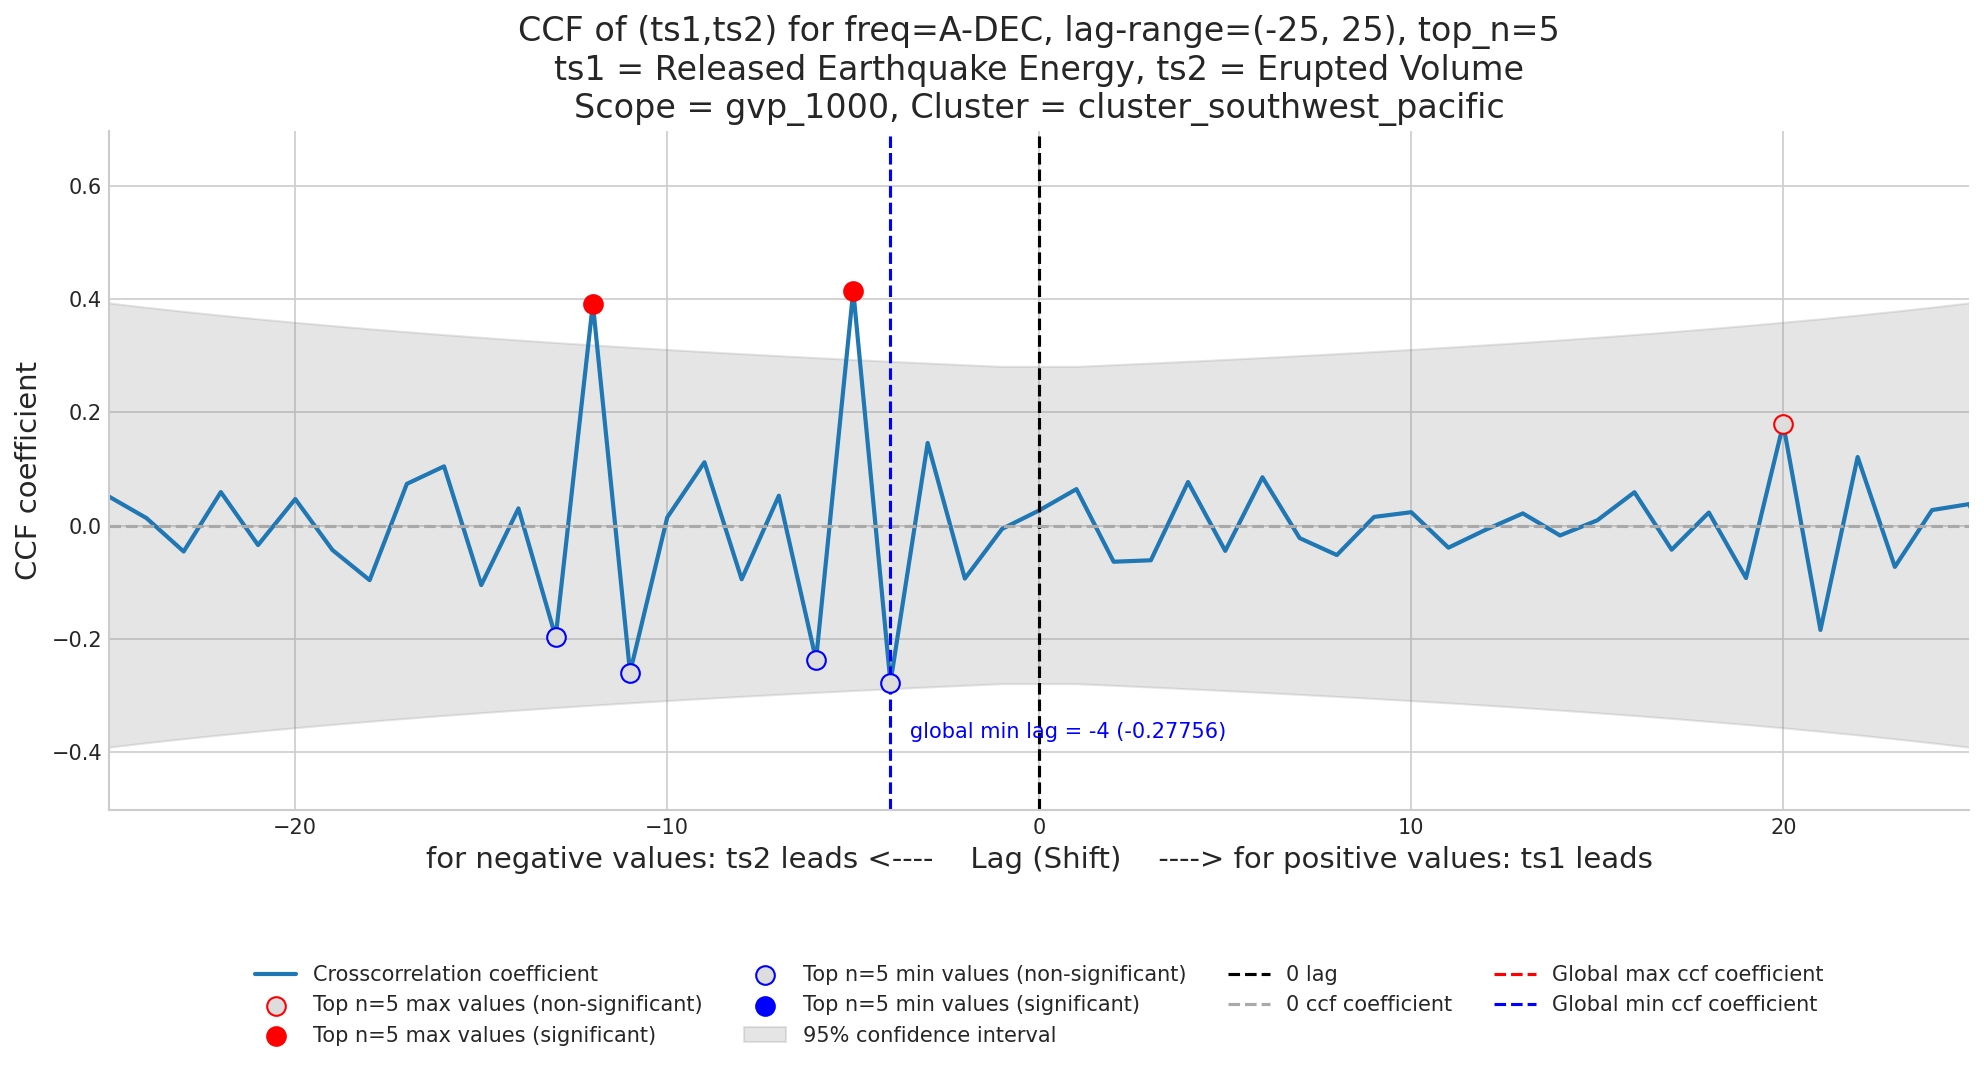 CCF of (ts1,ts2) for freq=A-DEC, lag-range=(-25, 25), top_n=5
ts1 = Released Earthquake Energy, ts2 = Erupted Volume
Scope = gvp_1000, Cluster = cluster_southwest_pacific
CCF coefficient
0.6
0.4
0.2
0.0
−0.2
−0.4
global min lag = -4 (-0.27756)
−20
−10
0
10
20
for negative values: ts2 leads <---- Lag (Shift) ----> for positive values: ts1 leads
Crosscorrelation coefficient
Top n=5 max values (non-significant)
Top n=5 max values (significant)
Top n=5 min values (non-significant)
Top n=5 min values (significant)
95% confidence interval
0 lag
0 ccf coefficient
Global max ccf coefficient
Global min ccf coefficient